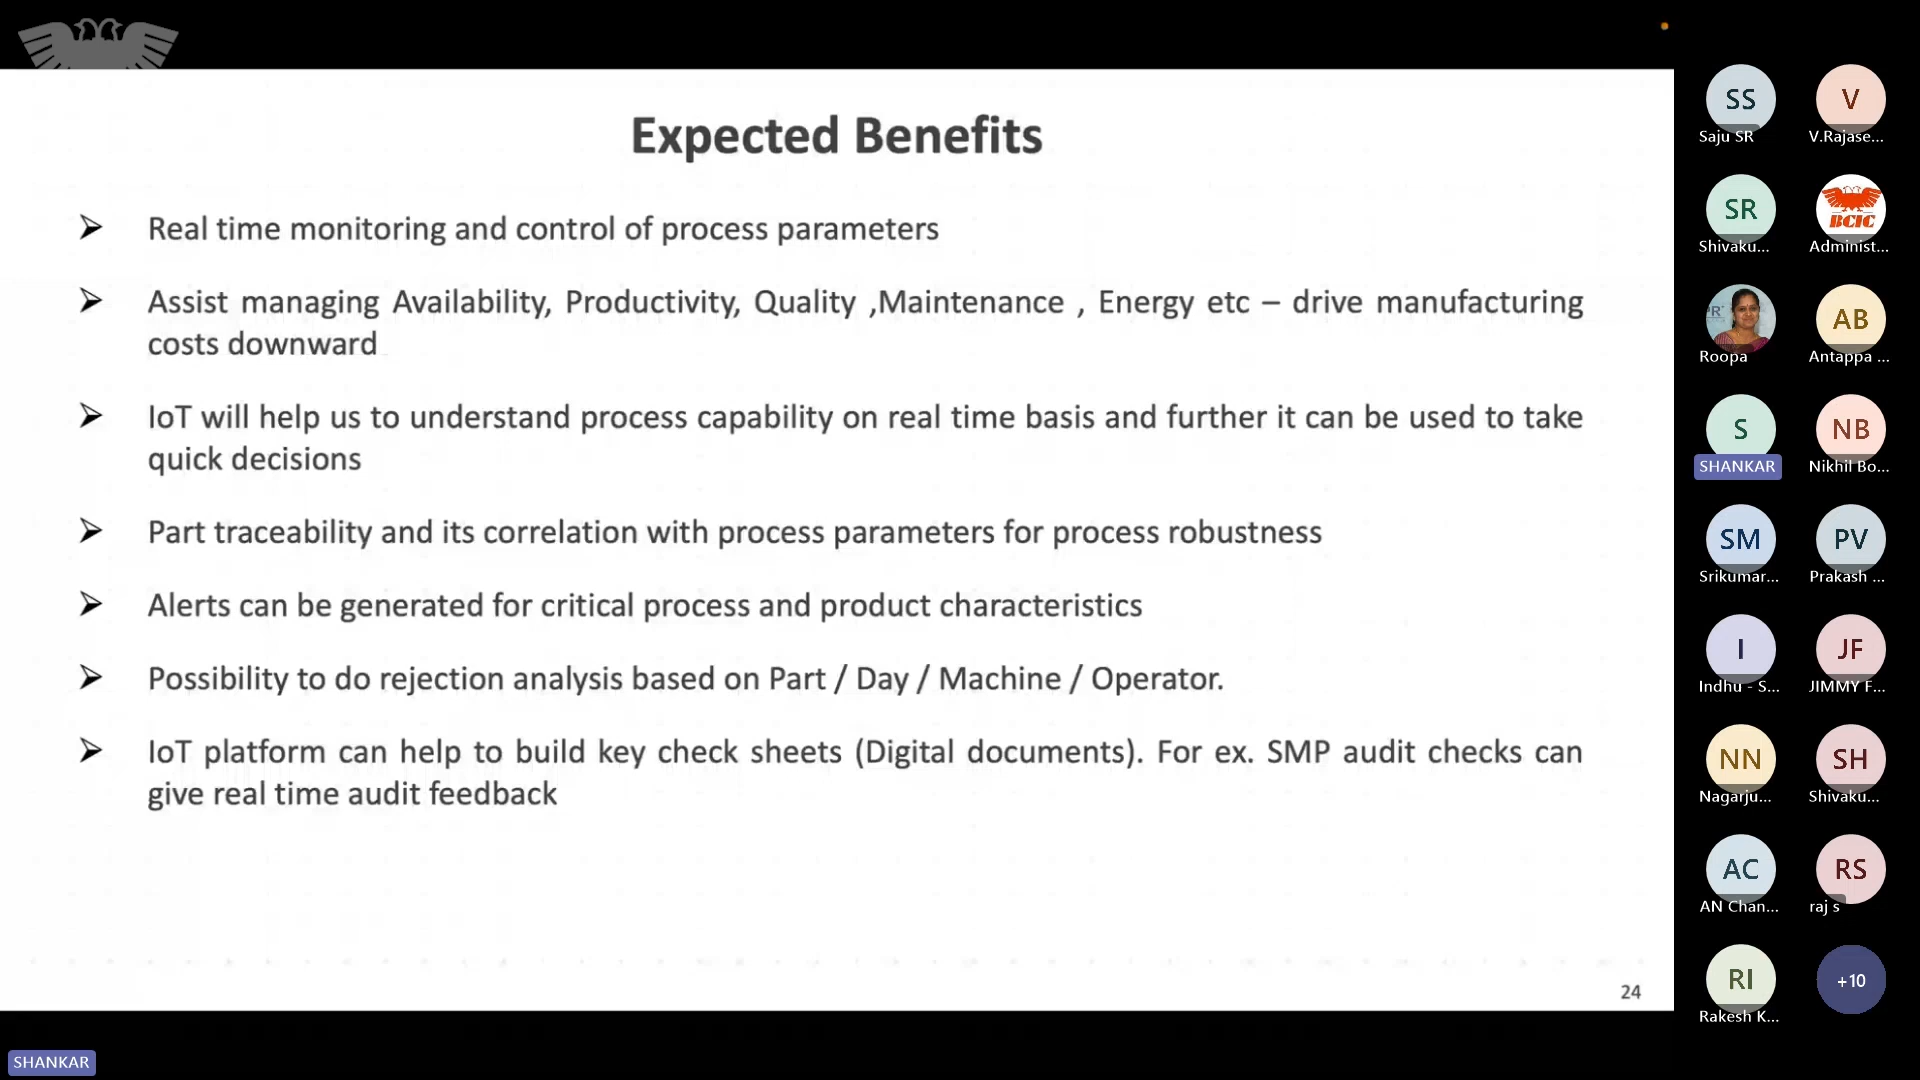 Expected Benefits
Real time monitoring and control of process parameters
Assist managing Availability, Productivity, Quality ,Maintenance , Energy etc – drive manufacturing
costs downward
IoT will help us to understand process capability on real time basis and further it can be used to take
quick decisions
Part traceability and its correlation with process parameters for process robustness
Alerts can be generated for critical process and product characteristics
Possibility to do rejection analysis based on Part / Day / Machine / Operator.
IoT platform can help to build key check sheets (Digital documents). For ex. SMP audit checks can
give real time audit feedback
24
SHANKAR
SS
Saju SR
V
V.Rajase...
SR
Shivaku...
BCIC
Administ...
PR
Roopa
AB
Antappa ...
S
SHANKAR
NB
Nikhil Bo...
SM
Srikumar...
PV
Prakash ...
I
Indhu - S...
JF
JIMMY F...
NN
Nagarju...
SH
Shivaku...
AC
AN Chan...
RS
raj s
RI
Rakesh K...
+10